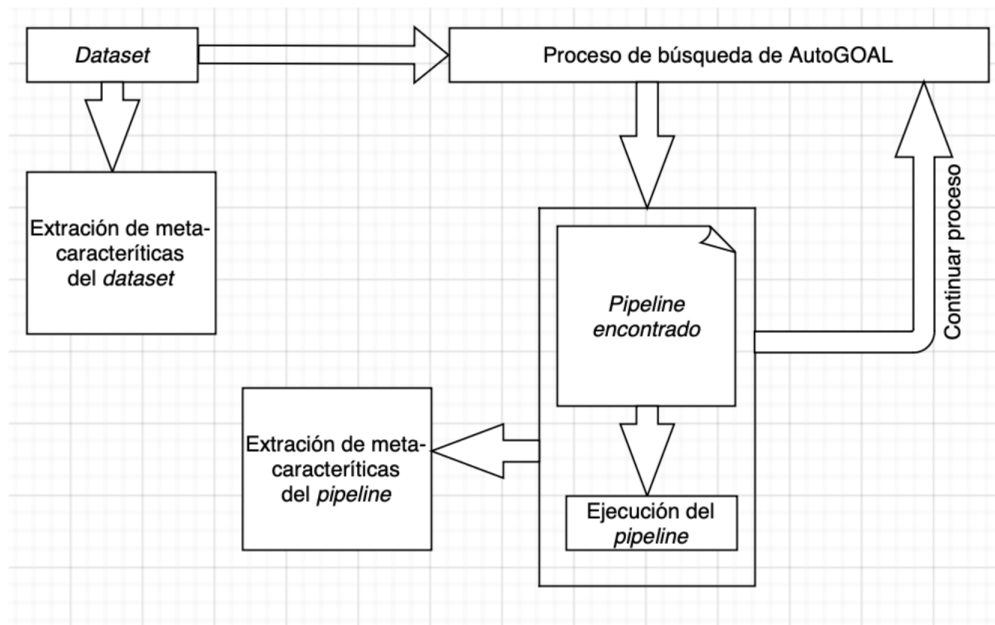 Dataset
Proceso de búsqueda de AutoGOAL
Extración de meta-
caracteríticas
del dataset
Pipeline
encontrado
Continuar proceso
Extración de meta-
caracteríticas
del pipeline
Ejecución del
pipeline